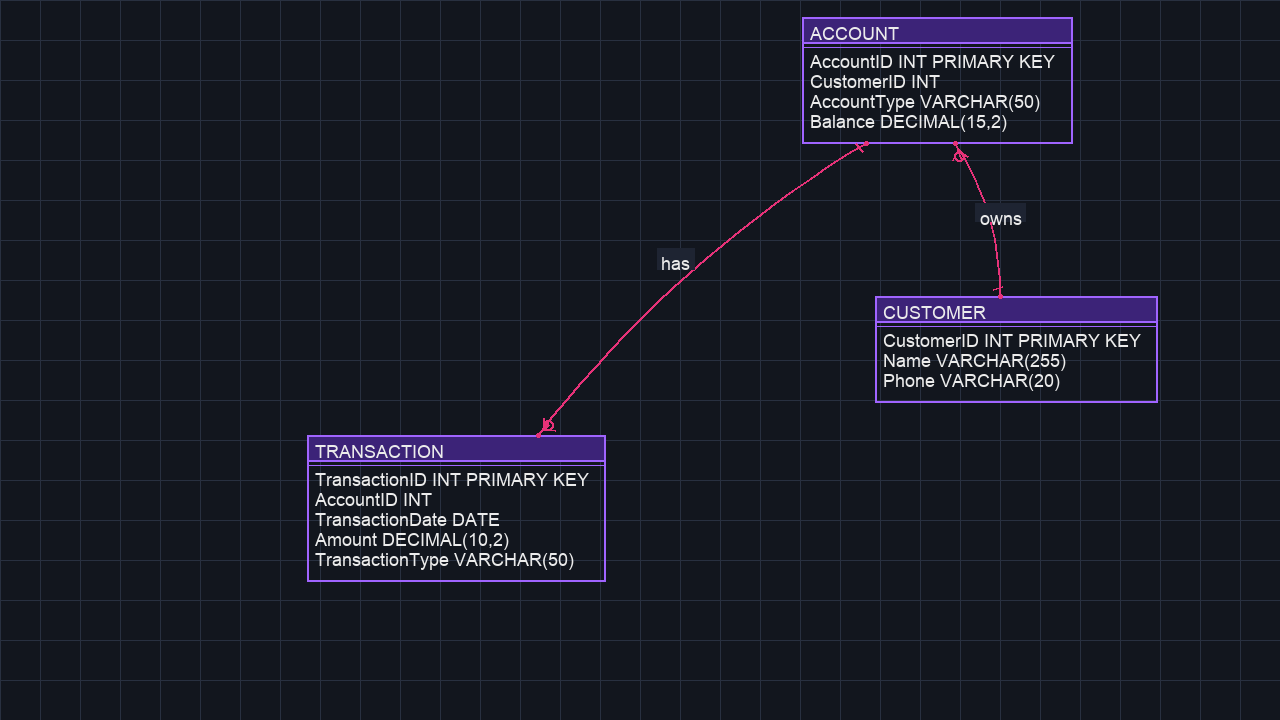 ACCOUNT
AccountID INT PRIMARY KEY
CustomerID INT
AccountType VARCHAR(50)
Balance DECIMAL(15,2)
owns
has
CUSTOMER
CustomerID INT PRIMARY KEY
Name VARCHAR(255)
Phone VARCHAR(20)
TRANSACTION
TransactionID INT PRIMARY KEY
AccountID INT
TransactionDate DATE
Amount DECIMAL(10,2)
TransactionType VARCHAR(50)